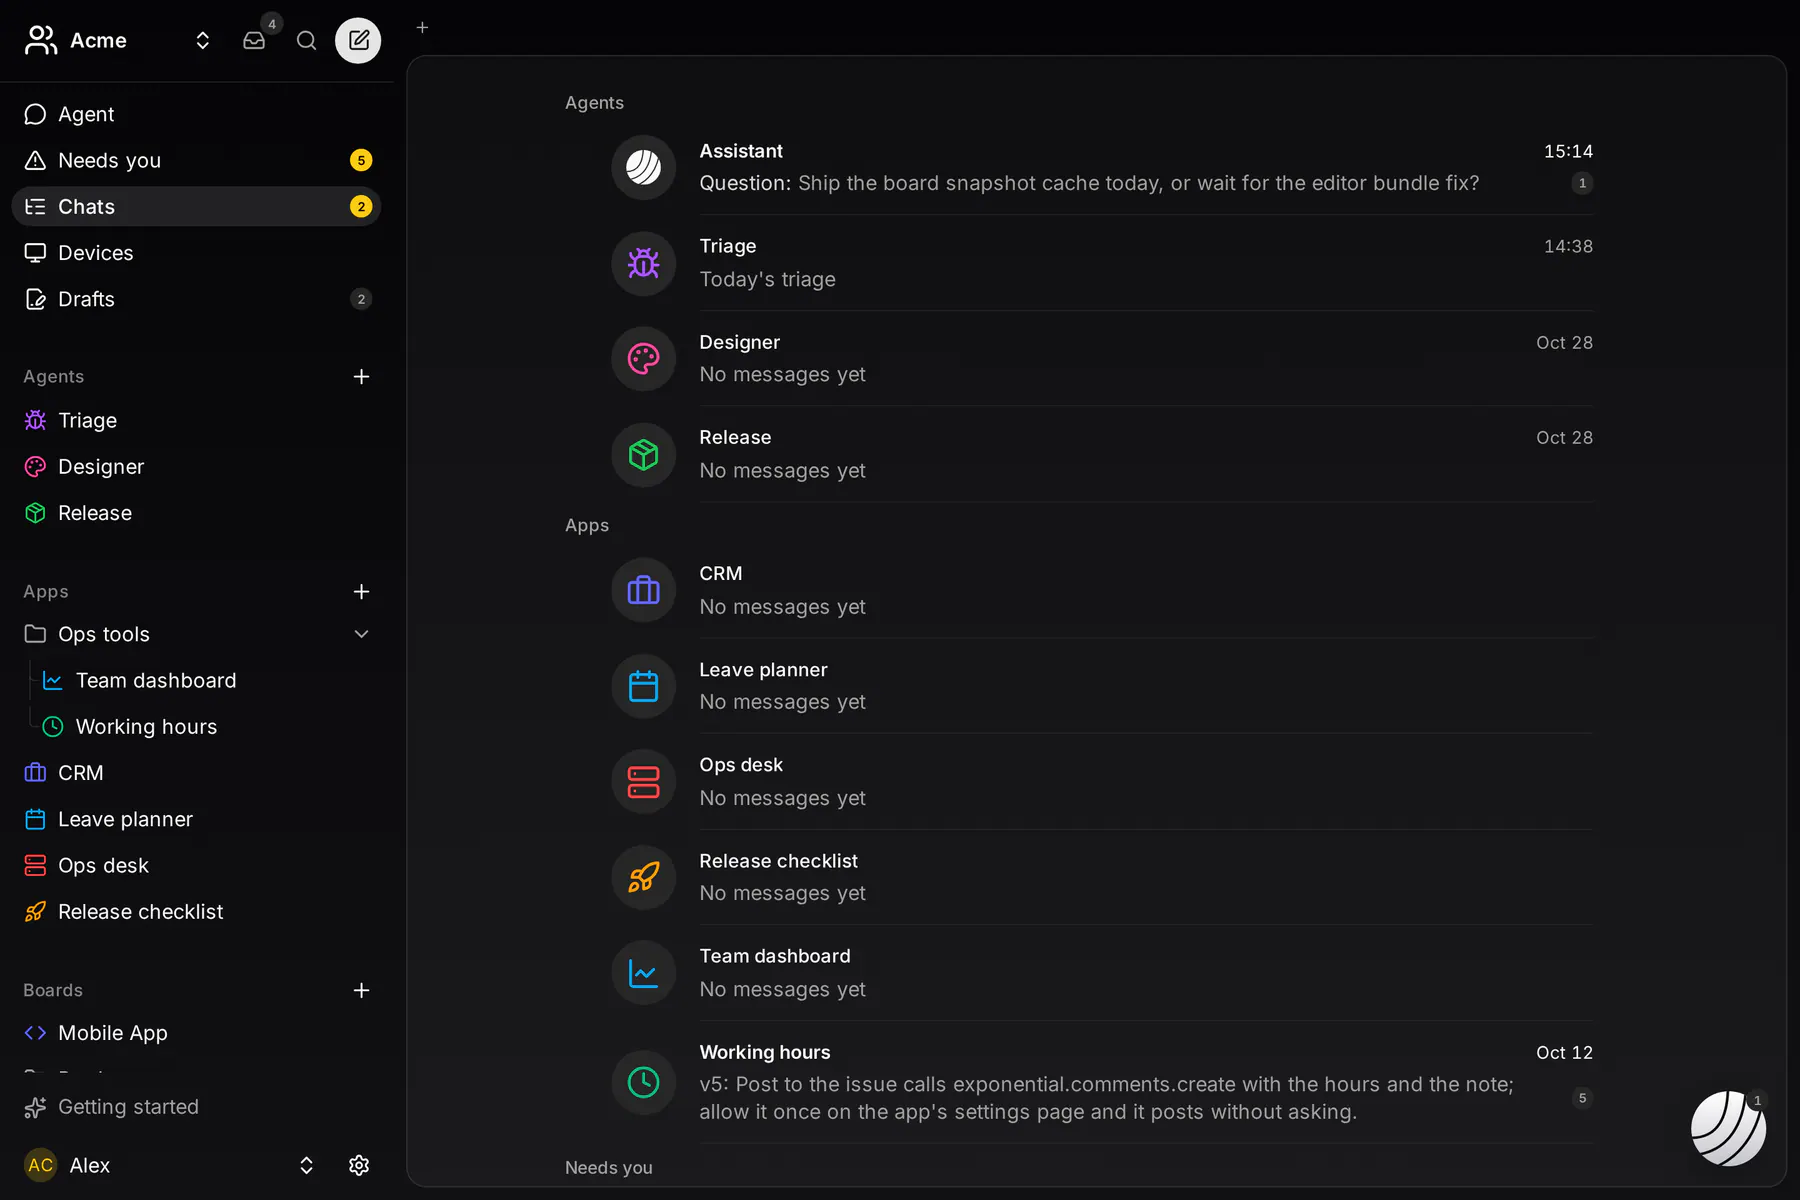 Acme
4
Agent
Needs you
5
Chats
2
Devices
Drafts
2
Agents
Triage
Designer
Release
Apps
Ops tools
Team dashboard
Working hours
CRM
Leave planner
Ops desk
Release checklist
Boards
Mobile App
Getting started
AC
Alex
Agents
Assistant
15:14
Question: Ship the board snapshot cache today, or wait for the editor bundle fix?
1
Triage
14:38
Today's triage
Designer
Oct 28
No messages yet
Release
Oct 28
No messages yet
Apps
CRM
No messages yet
Leave planner
No messages yet
Ops desk
No messages yet
Release checklist
No messages yet
Team dashboard
No messages yet
Working hours
Oct 12
v5: Post to the issue calls exponential.comments.create with the hours and the note;
allow it once on the app's settings page and it posts without asking.
5
1
Needs you